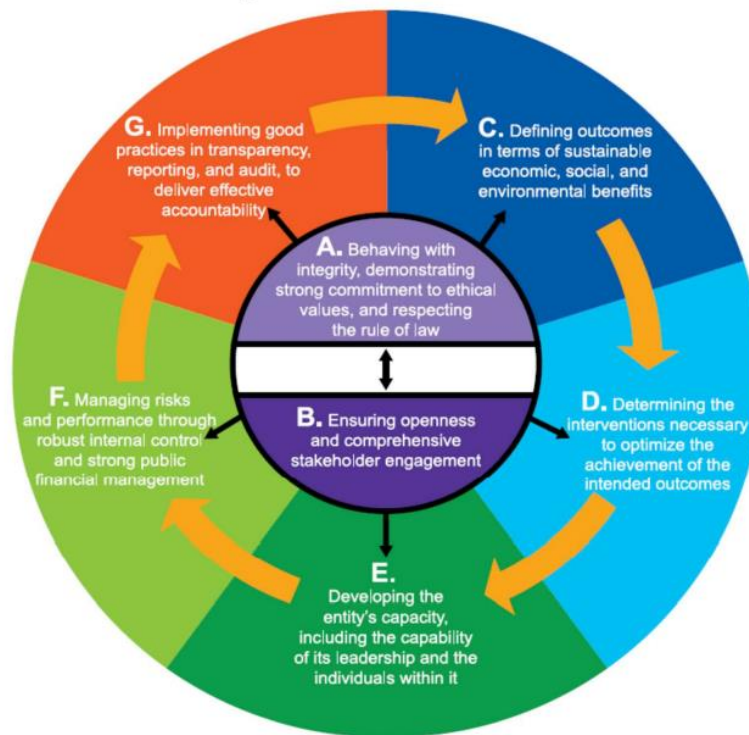 G. Implementing good
practices in transparency,
reporting, and audit, to
deliver effective
accountability
C. Defining outcomes
in terms of sustainable
economic, social, and
environmental benefits
A. Behaving with
integrity, demonstrating
strong commitment to ethical
values, and respecting
the rule of law
B. Ensuring openness
and comprehensive
stakeholder engagement
F. Managing risks
and performance through
robust internal control
and strong public
financial management
D. Determining the
interventions necessary
to optimize the
achievement of the
intended outcomes
E.
Developing the
entity's capacity,
including the capability
of its leadership and the
individuals within it